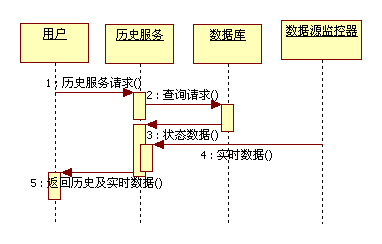 用户
历史服务
数据库
数据源监控器
1 : 历史服务请求()
2 : 查询请求()
3 : 状态数据()
4 : 实时数据()
5 : 返回历史及实时数据()